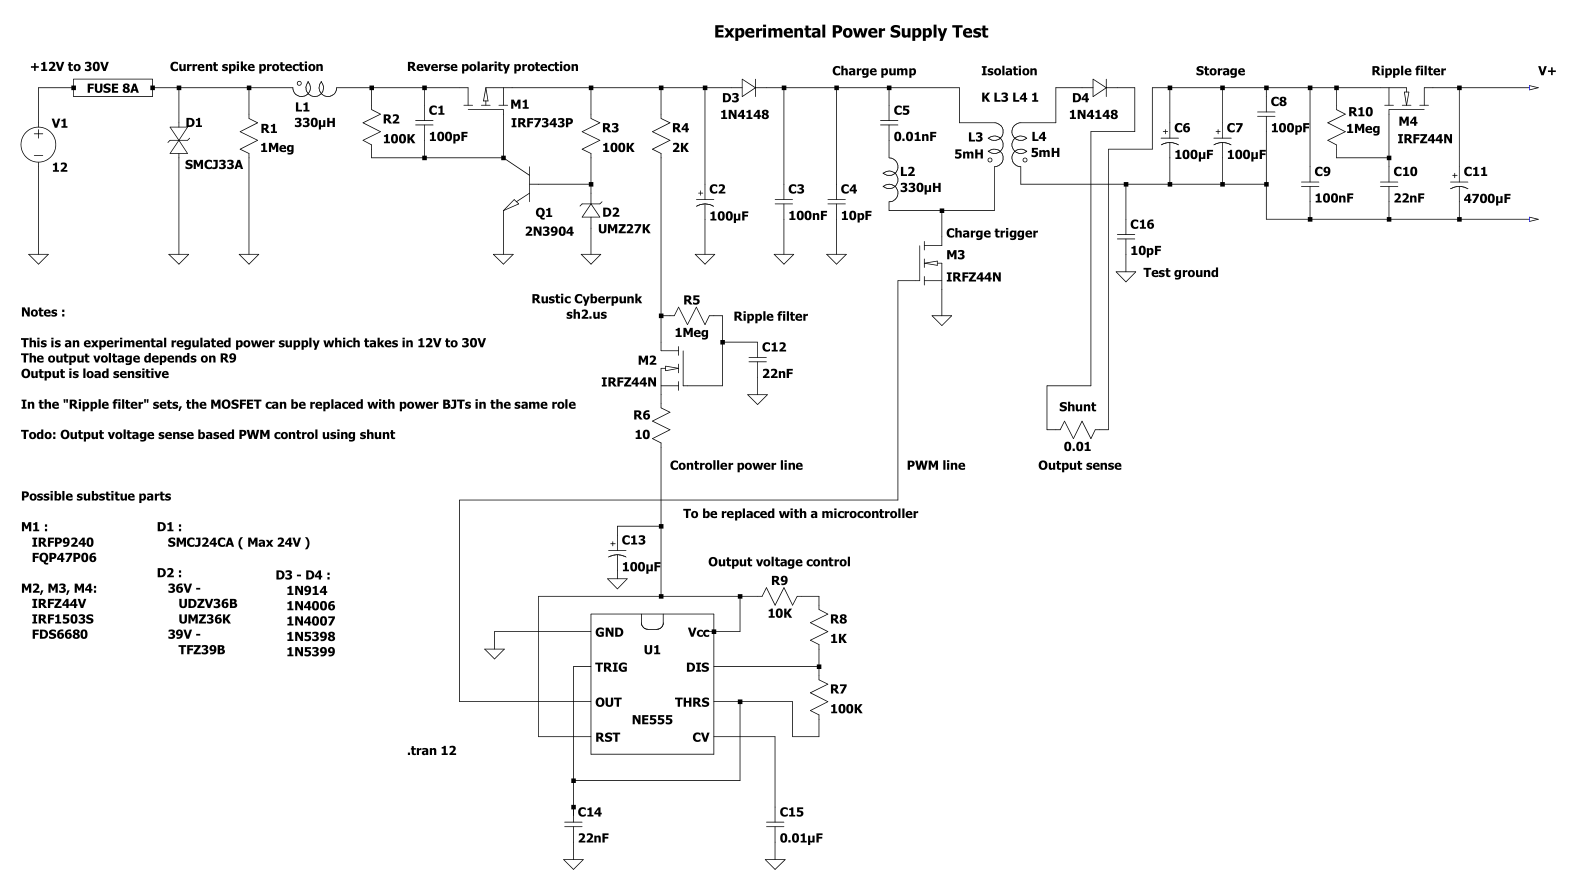 Experimental Power Supply Test
+12V to 30V
FUSE 8A
Current spike protection
Reverse polarity protection
Charge pump
Isolation
Storage
Ripple filter
V+
V1
12
D1
SMCJ33A
L1
330µH
R1
1Meg
R2
100K
C1
100pF
M1
IRF7343P
R3
100K
R4
2K
Q1
2N3904
D2
UMZ27K
D3
1N4148
C2
100µF
C3
100nF
C4
10pF
C5
0.01nF
L2
330µH
K L3 L4 1
L3
5mH
L4
5mH
D4
1N4148
C6
100µF
C7
100µF
C8
100pF
C9
100nF
R10
1Meg
M4
IRFZ44N
C10
22nF
C11
4700µF
C16
10pF
Test ground
Charge trigger
M3
IRFZ44N
Rustic Cyberpunk
sh2.us
R5
1Meg
Ripple filter
M2
IRFZ44N
C12
22nF
R6
10
Shunt
0.01
Output sense
Controller power line
PWM line
To be replaced with a microcontroller
C13
100µF
Output voltage control
R9
10K
R8
1K
R7
100K
GND
TRIG
OUT
RST
U1
NE555
Vcc
DIS
THRS
CV
.tran 12
C14
22nF
C15
0.01µF
Notes :
This is an experimental regulated power supply which takes in 12V to 30V
The output voltage depends on R9
Output is load sensitive
In the "Ripple filter" sets, the MOSFET can be replaced with power BJTs in the same role
Todo: Output voltage sense based PWM control using shunt
Possible substitue parts
M1 :
IRFP9240
FQP47P06
M2, M3, M4:
IRFZ44V
IRF1503S
FDS6680
D1 :
SMCJ24CA ( Max 24V )
D2 :
36V -
UDZV36B
UMZ36K
39V -
TFZ39B
D3 - D4 :
1N914
1N4006
1N4007
1N5398
1N5399